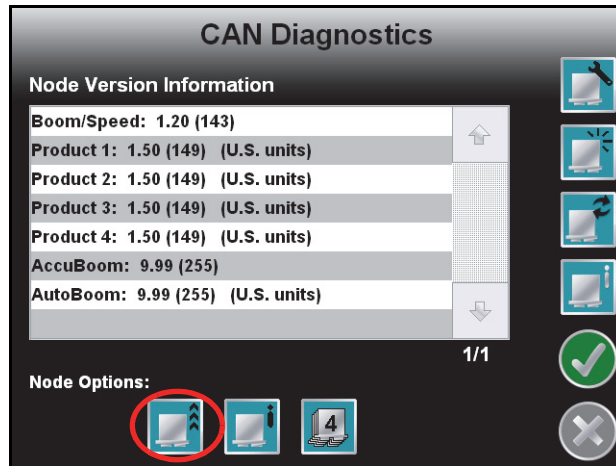 CAN Diagnostics
Node Version Information
Boom/Speed: 1.20 (143)
Product 1: 1.50 (149) (U.S. units)
Product 2: 1.50 (149) (U.S. units)
Product 3: 1.50 (149) (U.S. units)
Product 4: 1.50 (149) (U.S. units)
AccuBoom: 9.99 (255)
AutoBoom: 9.99 (255) (U.S. units)
1/1
Node Options:
4